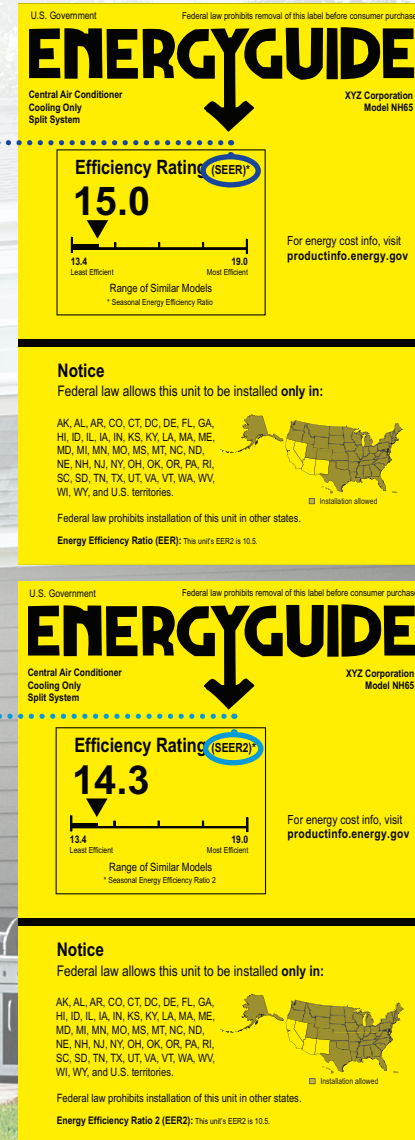 U.S. Government
Federal law prohibits removal of this label before consumer purchase
ENERGYGUIDE
Central Air Conditioner
Cooling Only
Split System
XYZ Corporation
Model NH65
Efficiency Rating (SEER)*
15.0
13.4
Least Efficient
19.0
Most Efficient
Range of Similar Models
* Seasonal Energy Efficiency Ratio
For energy cost info, visit
productinfo.energy.gov
Notice
Federal law allows this unit to be installed only in:
AK, AL, AR, CO, CT, DC, DE, FL, GA,
HI, ID, IL, IA, IN, KS, KY, LA, MA, ME,
MD, MI, MN, MO, MS, MT, NC, ND,
NE, NH, NJ, NY, OH, OK, OR, PA, RI,
SC, SD, TN, TX, UT, VA, VT, WA, WV,
WI, WY, and U.S. territories.
Installation allowed
Federal law prohibits installation of this unit in other states.
Energy Efficiency Ratio (EER): This unit's EER2 is 10.5.
U.S. Government
Federal law prohibits removal of this label before consumer purchase
ENERGYGUIDE
Central Air Conditioner
Cooling Only
Split System
XYZ Corporation
Model NH65
Efficiency Rating (SEER2)*
14.3
13.4
Least Efficient
19.0
Most Efficient
Range of Similar Models
* Seasonal Energy Efficiency Ratio 2
For energy cost info, visit
productinfo.energy.gov
Notice
Federal law allows this unit to be installed only in:
AK, AL, AR, CO, CT, DC, DE, FL, GA,
HI, ID, IL, IA, IN, KS, KY, LA, MA, ME,
MD, MI, MN, MO, MS, MT, NC, ND,
NE, NH, NJ, NY, OH, OK, OR, PA, RI,
SC, SD, TN, TX, UT, VA, VT, WA, WV,
WI, WY, and U.S. territories.
Installation allowed
Federal law prohibits installation of this unit in other states.
Energy Efficiency Ratio 2 (EER2): This unit's EER2 is 10.5.